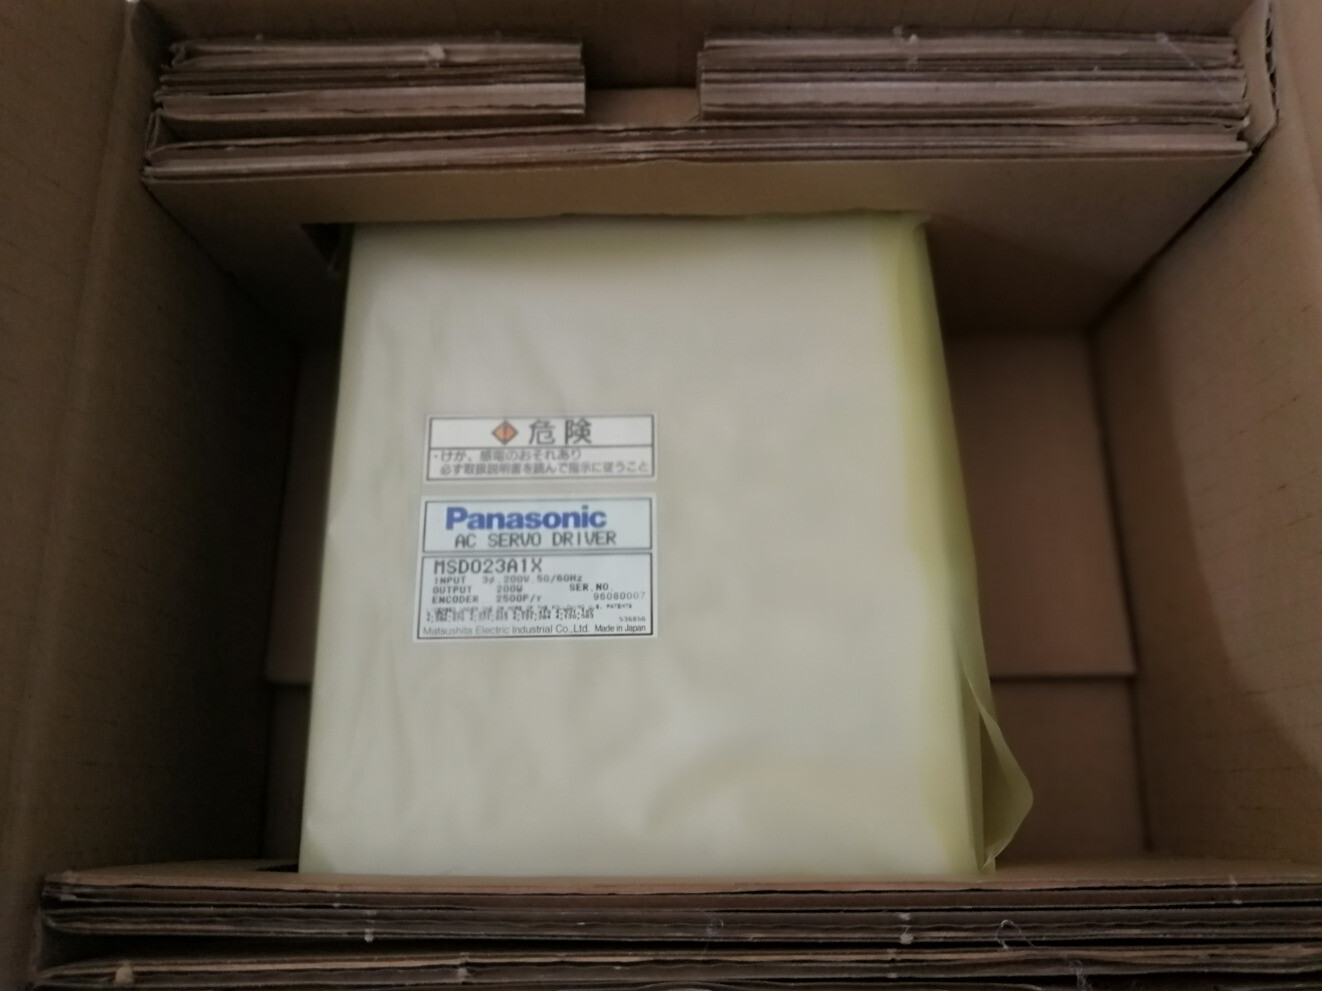 危険
・けが、感電のおそれあり
必ず取扱説明書を読んで指示に従うこと
Panasonic
AC SERVO DRIVER
MSD023A1X
INPUT 3ø.200V.50/60Hz
OUTPUT 200W SER.NO.
ENCODER 2500P/r 96080007
Matsushita Electric Industrial Co.,Ltd. Made in Japan